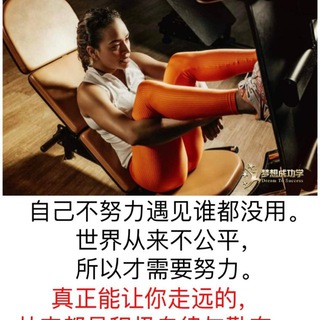 梦想成功学
Dream To Success
自己不努力遇见谁都没用。
世界从来不公平，
所以才需要努力。
真正能让你走远的，